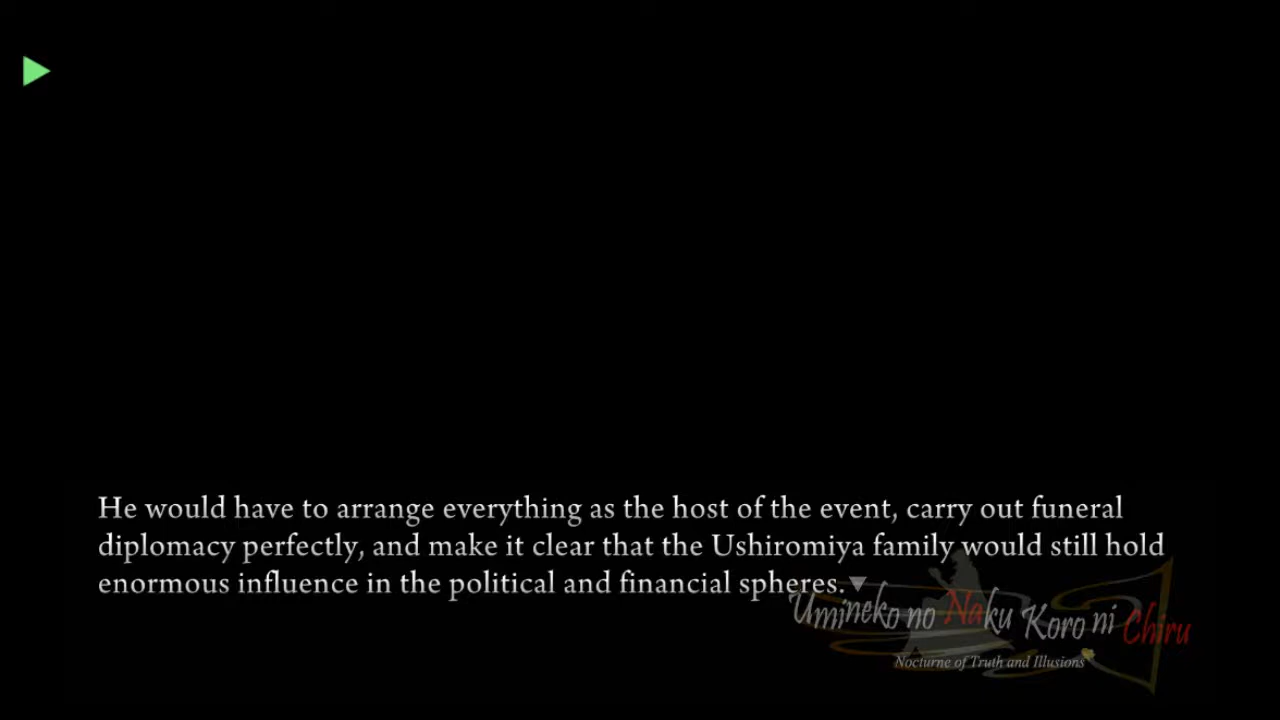 He would have to arrange everything as the host of the event, carry out funeral
diplomacy perfectly, and make it clear that the Ushiromiya family would still hold
enormous influence in the political and financial spheres.
Umineko no Naku Koro ni Chiru
Nocturne of Truth and Illusions